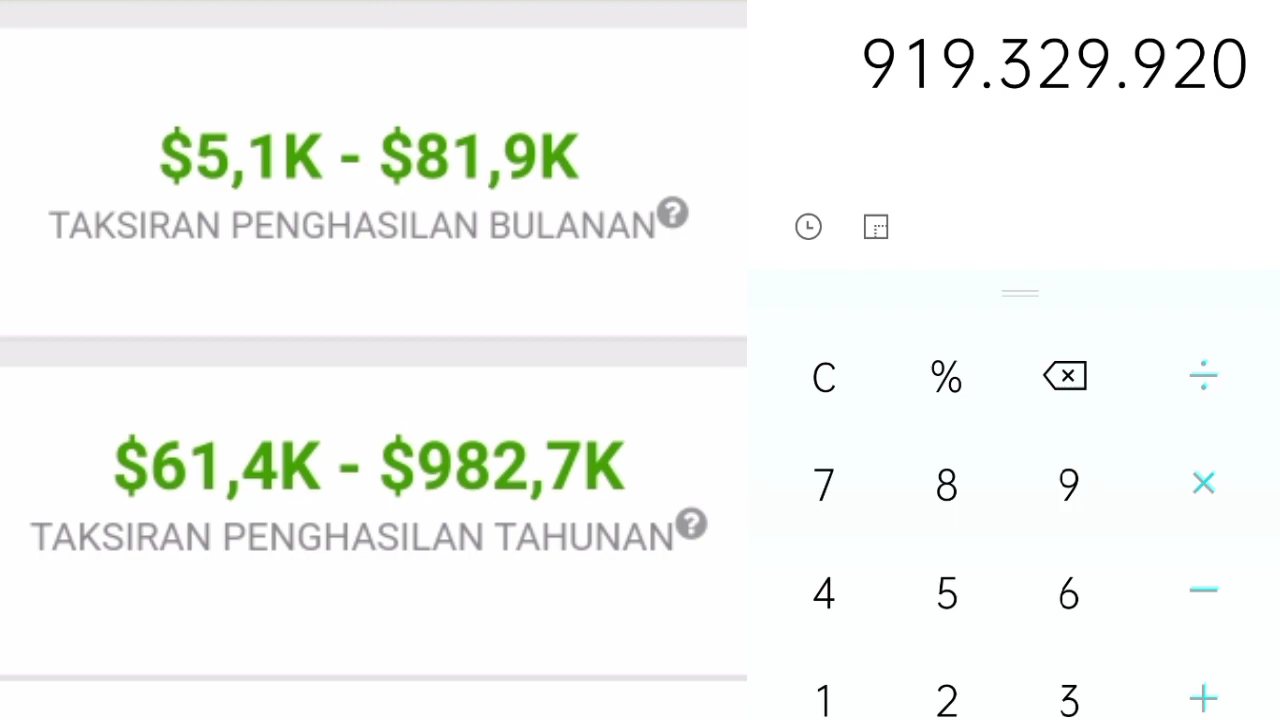 $5,1K - $81,9K
TAKSIRAN PENGHASILAN BULANAN?
$61,4K - $982,7K
TAKSIRAN PENGHASILAN TAHUNAN?
919.329.920
C % ÷
7 8 9 ×
4 5 6 −
1 2 3 +